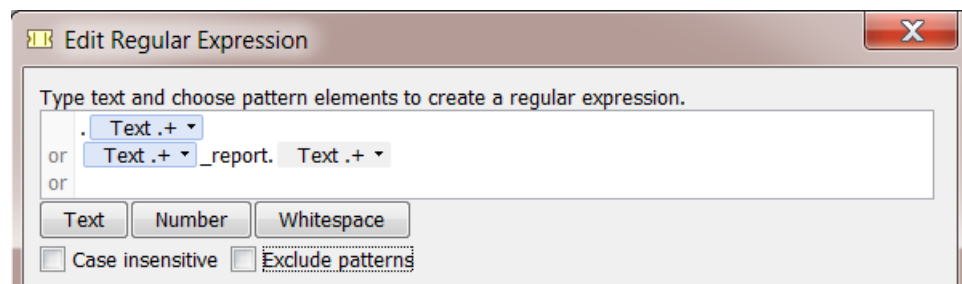 Edit Regular Expression
X
Type text and choose pattern elements to create a regular expression.
. Text .+
or Text .+ _report. Text .+
or
Text Number Whitespace
Case insensitive Exclude patterns